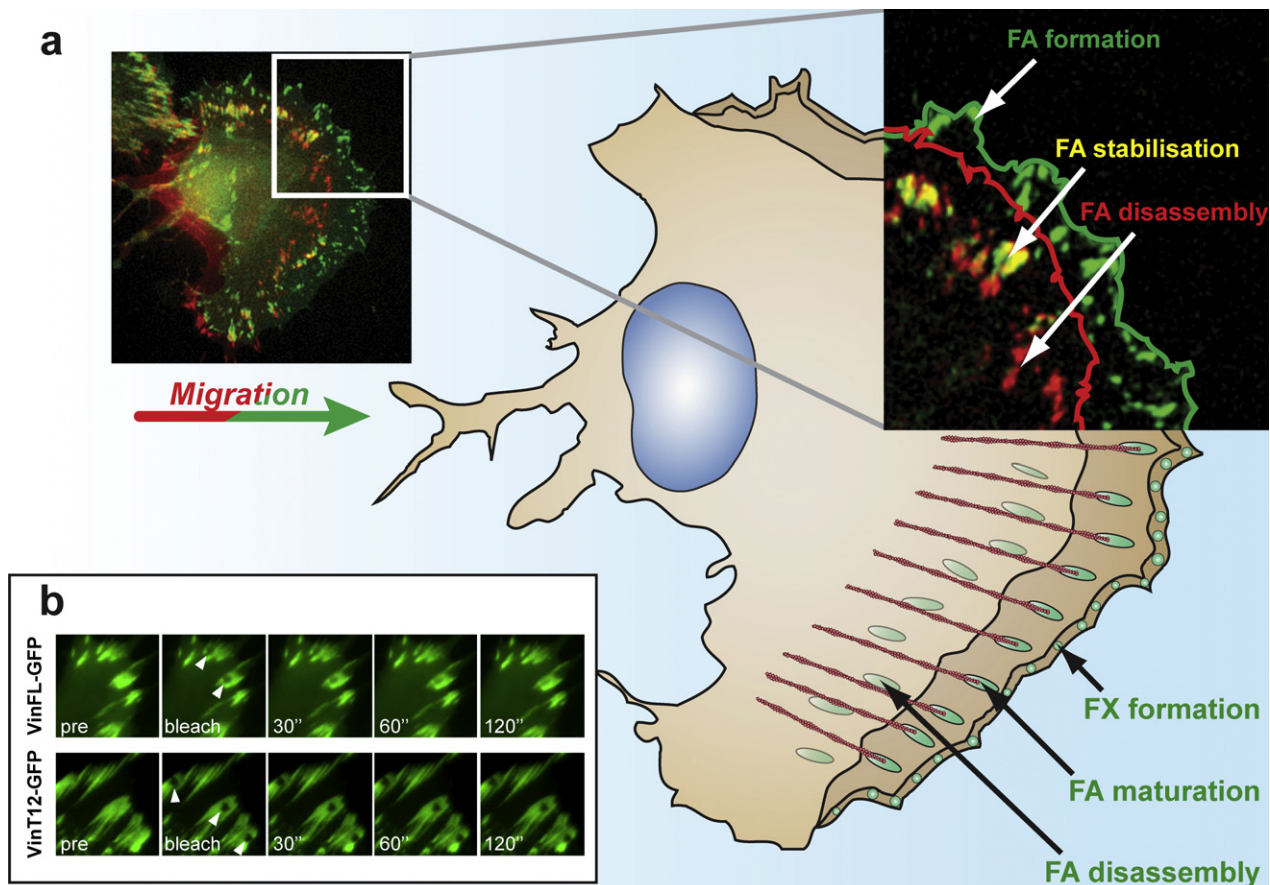 a
FA formation
FA stabilisation
FA disassembly
Migration
b
VinFL-GFP
pre
bleach
30’’
60’’
120’’
VinT12-GFP
pre
bleach
30’’
60’’
120’’
FX formation
FA maturation
FA disassembly